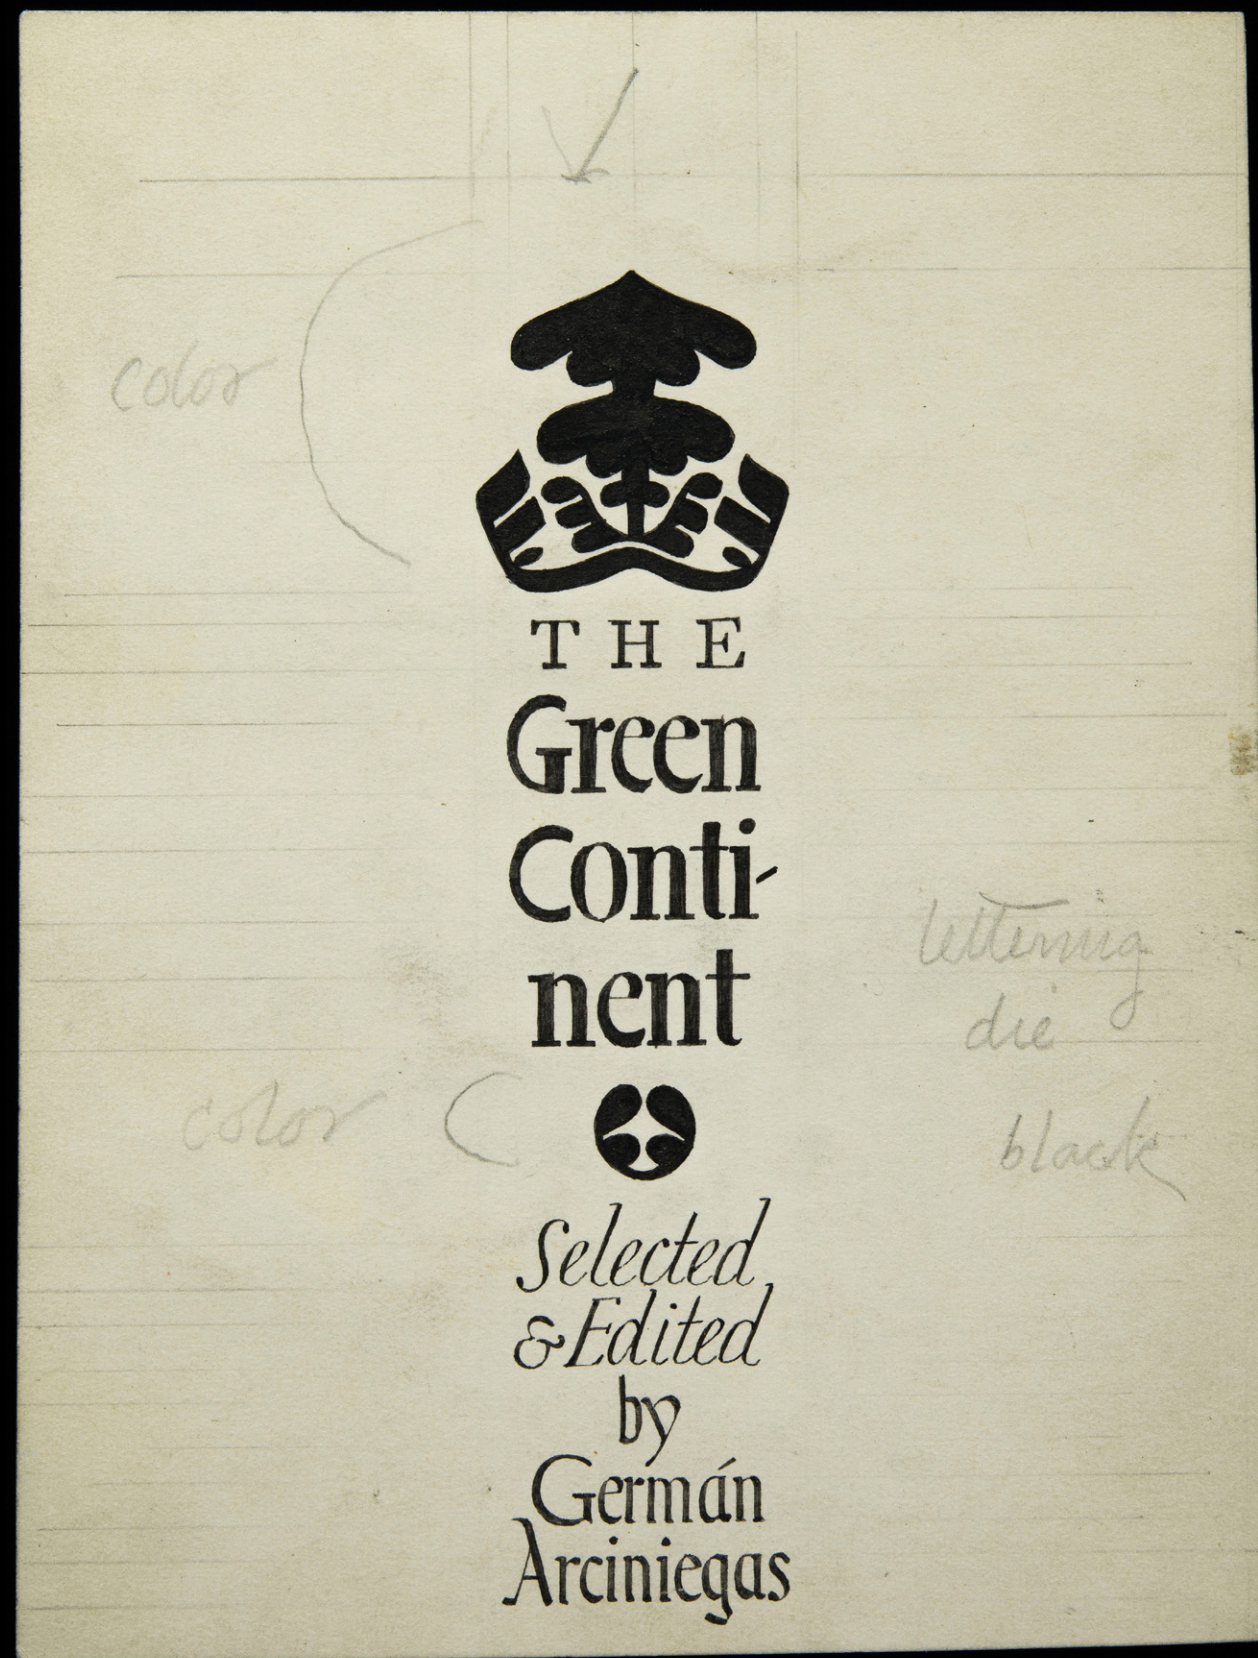 color
THE
Green
Conti-
nent
lettering
die
black
color
Selected
& Edited
by
Germán
Arciniegas